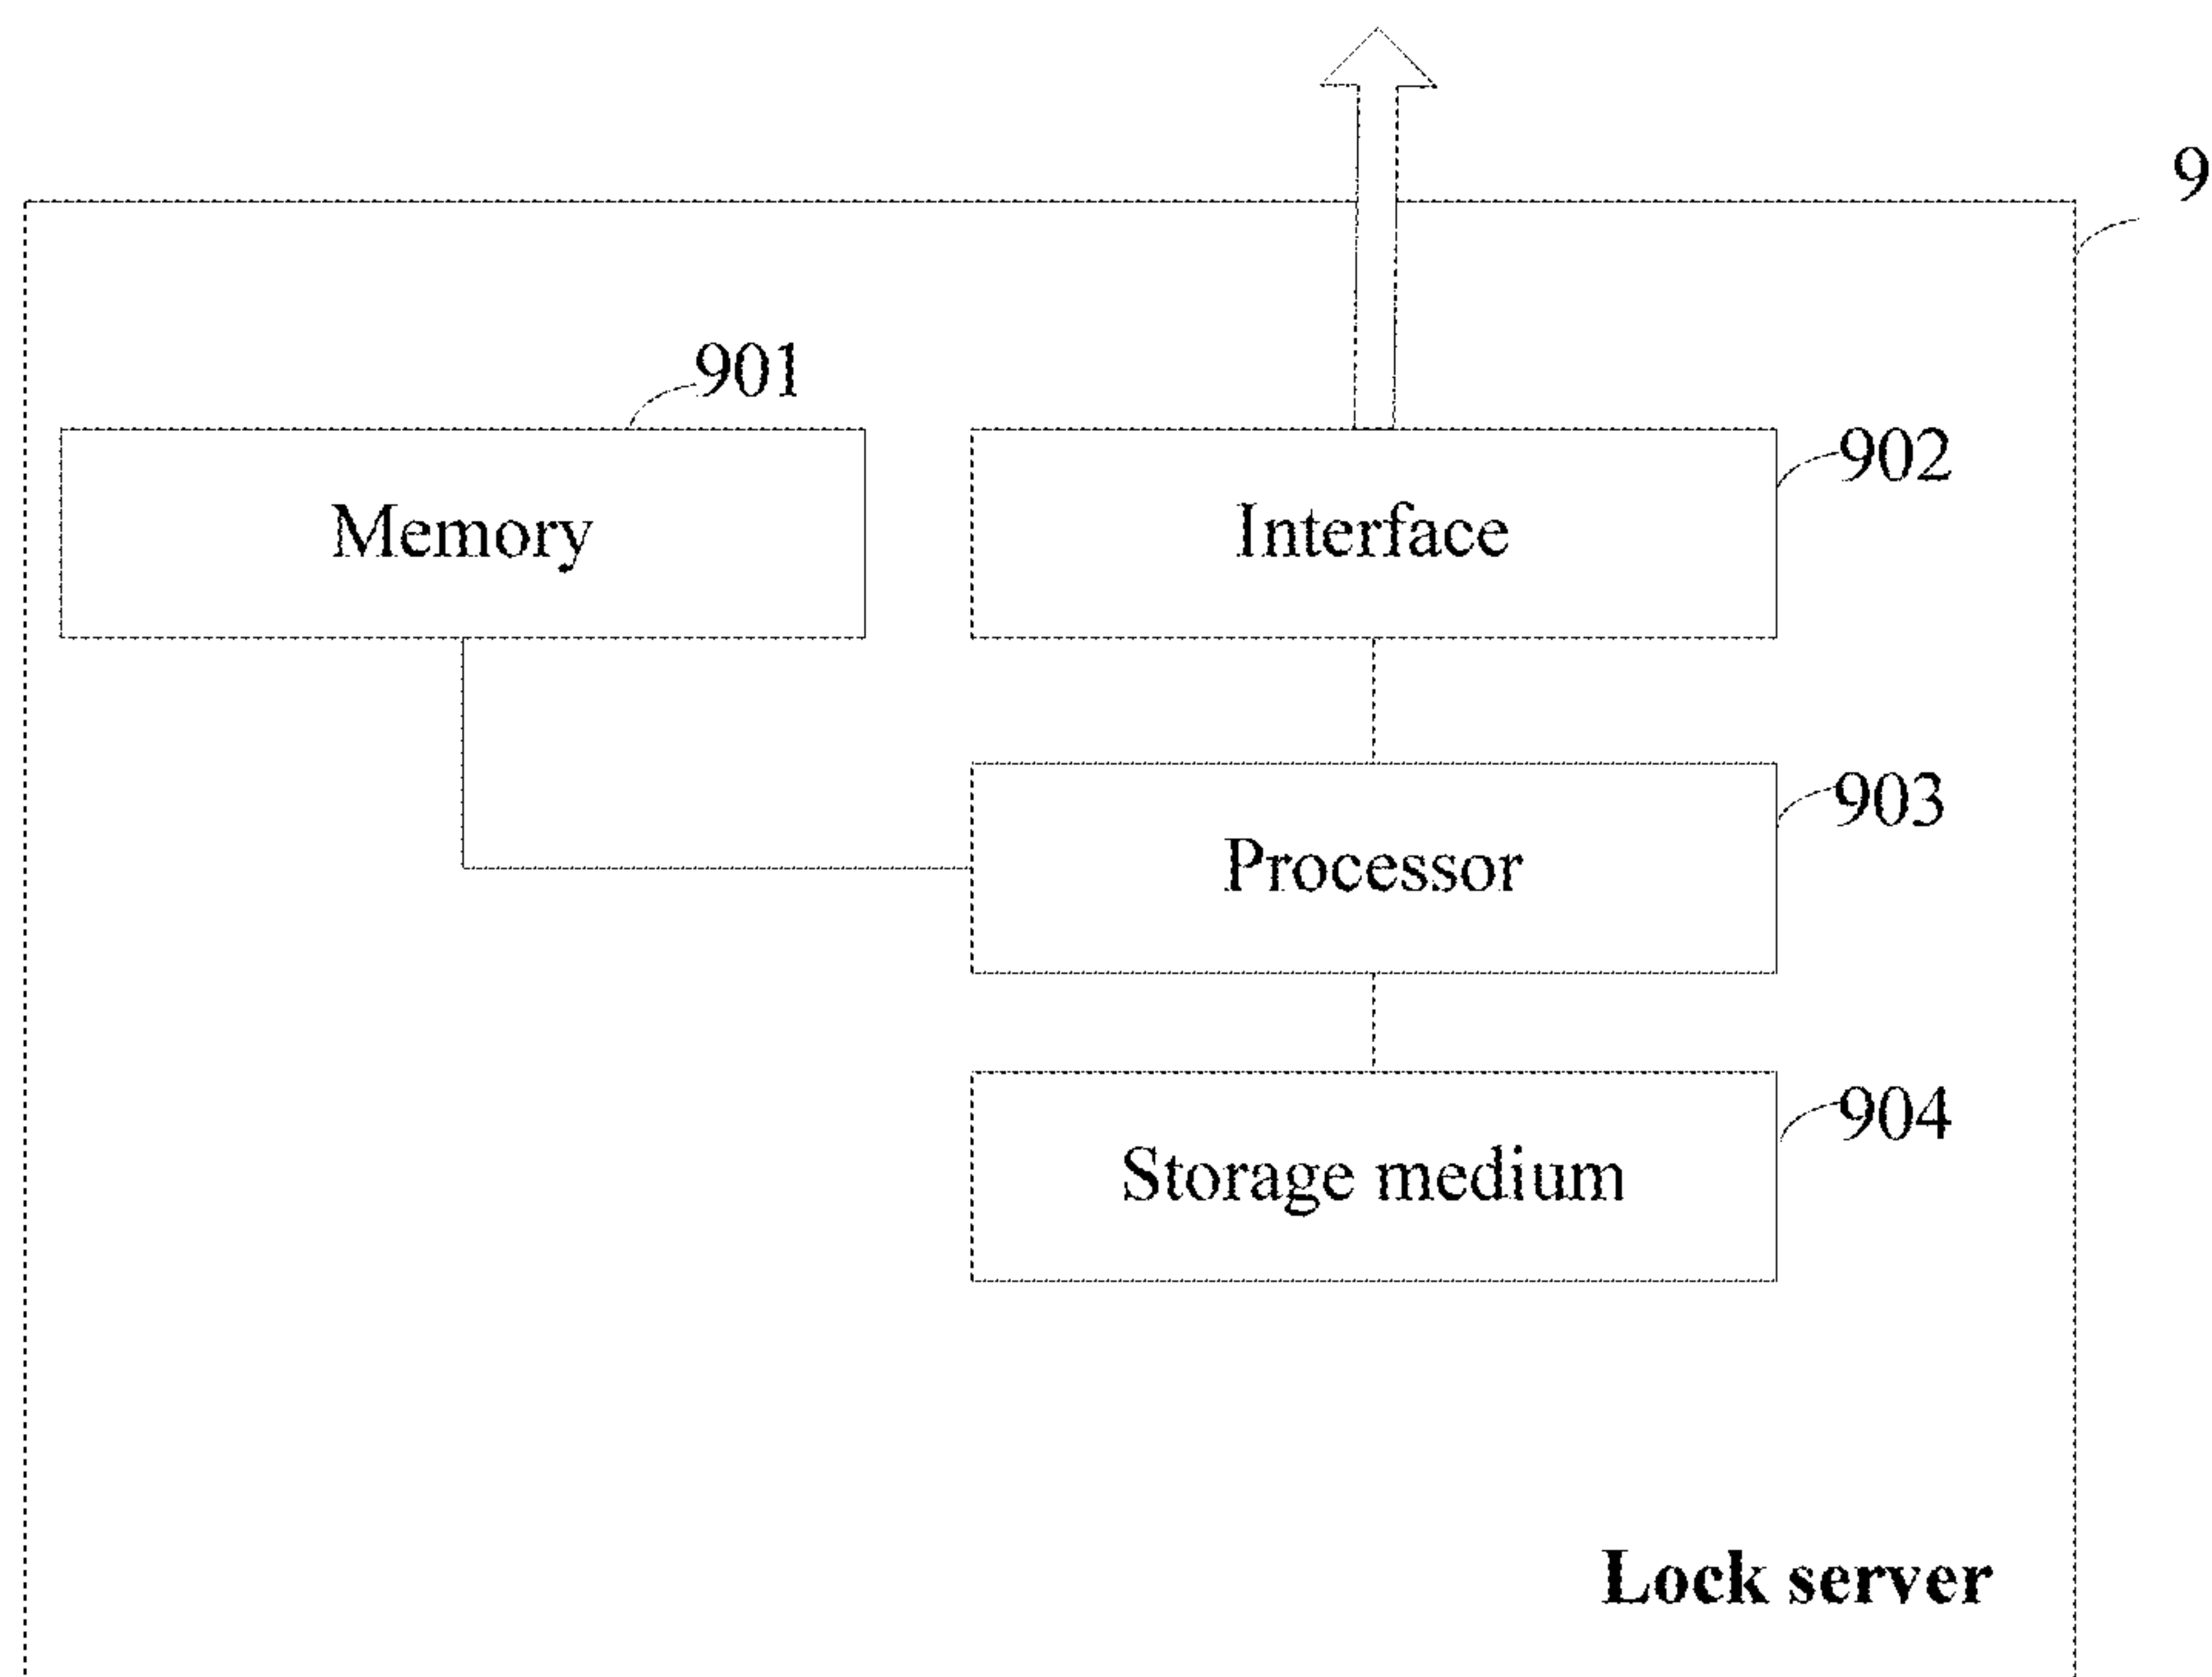 9
901
902
Memory
Interface
903
Processor
904
Storage medium
Lock server